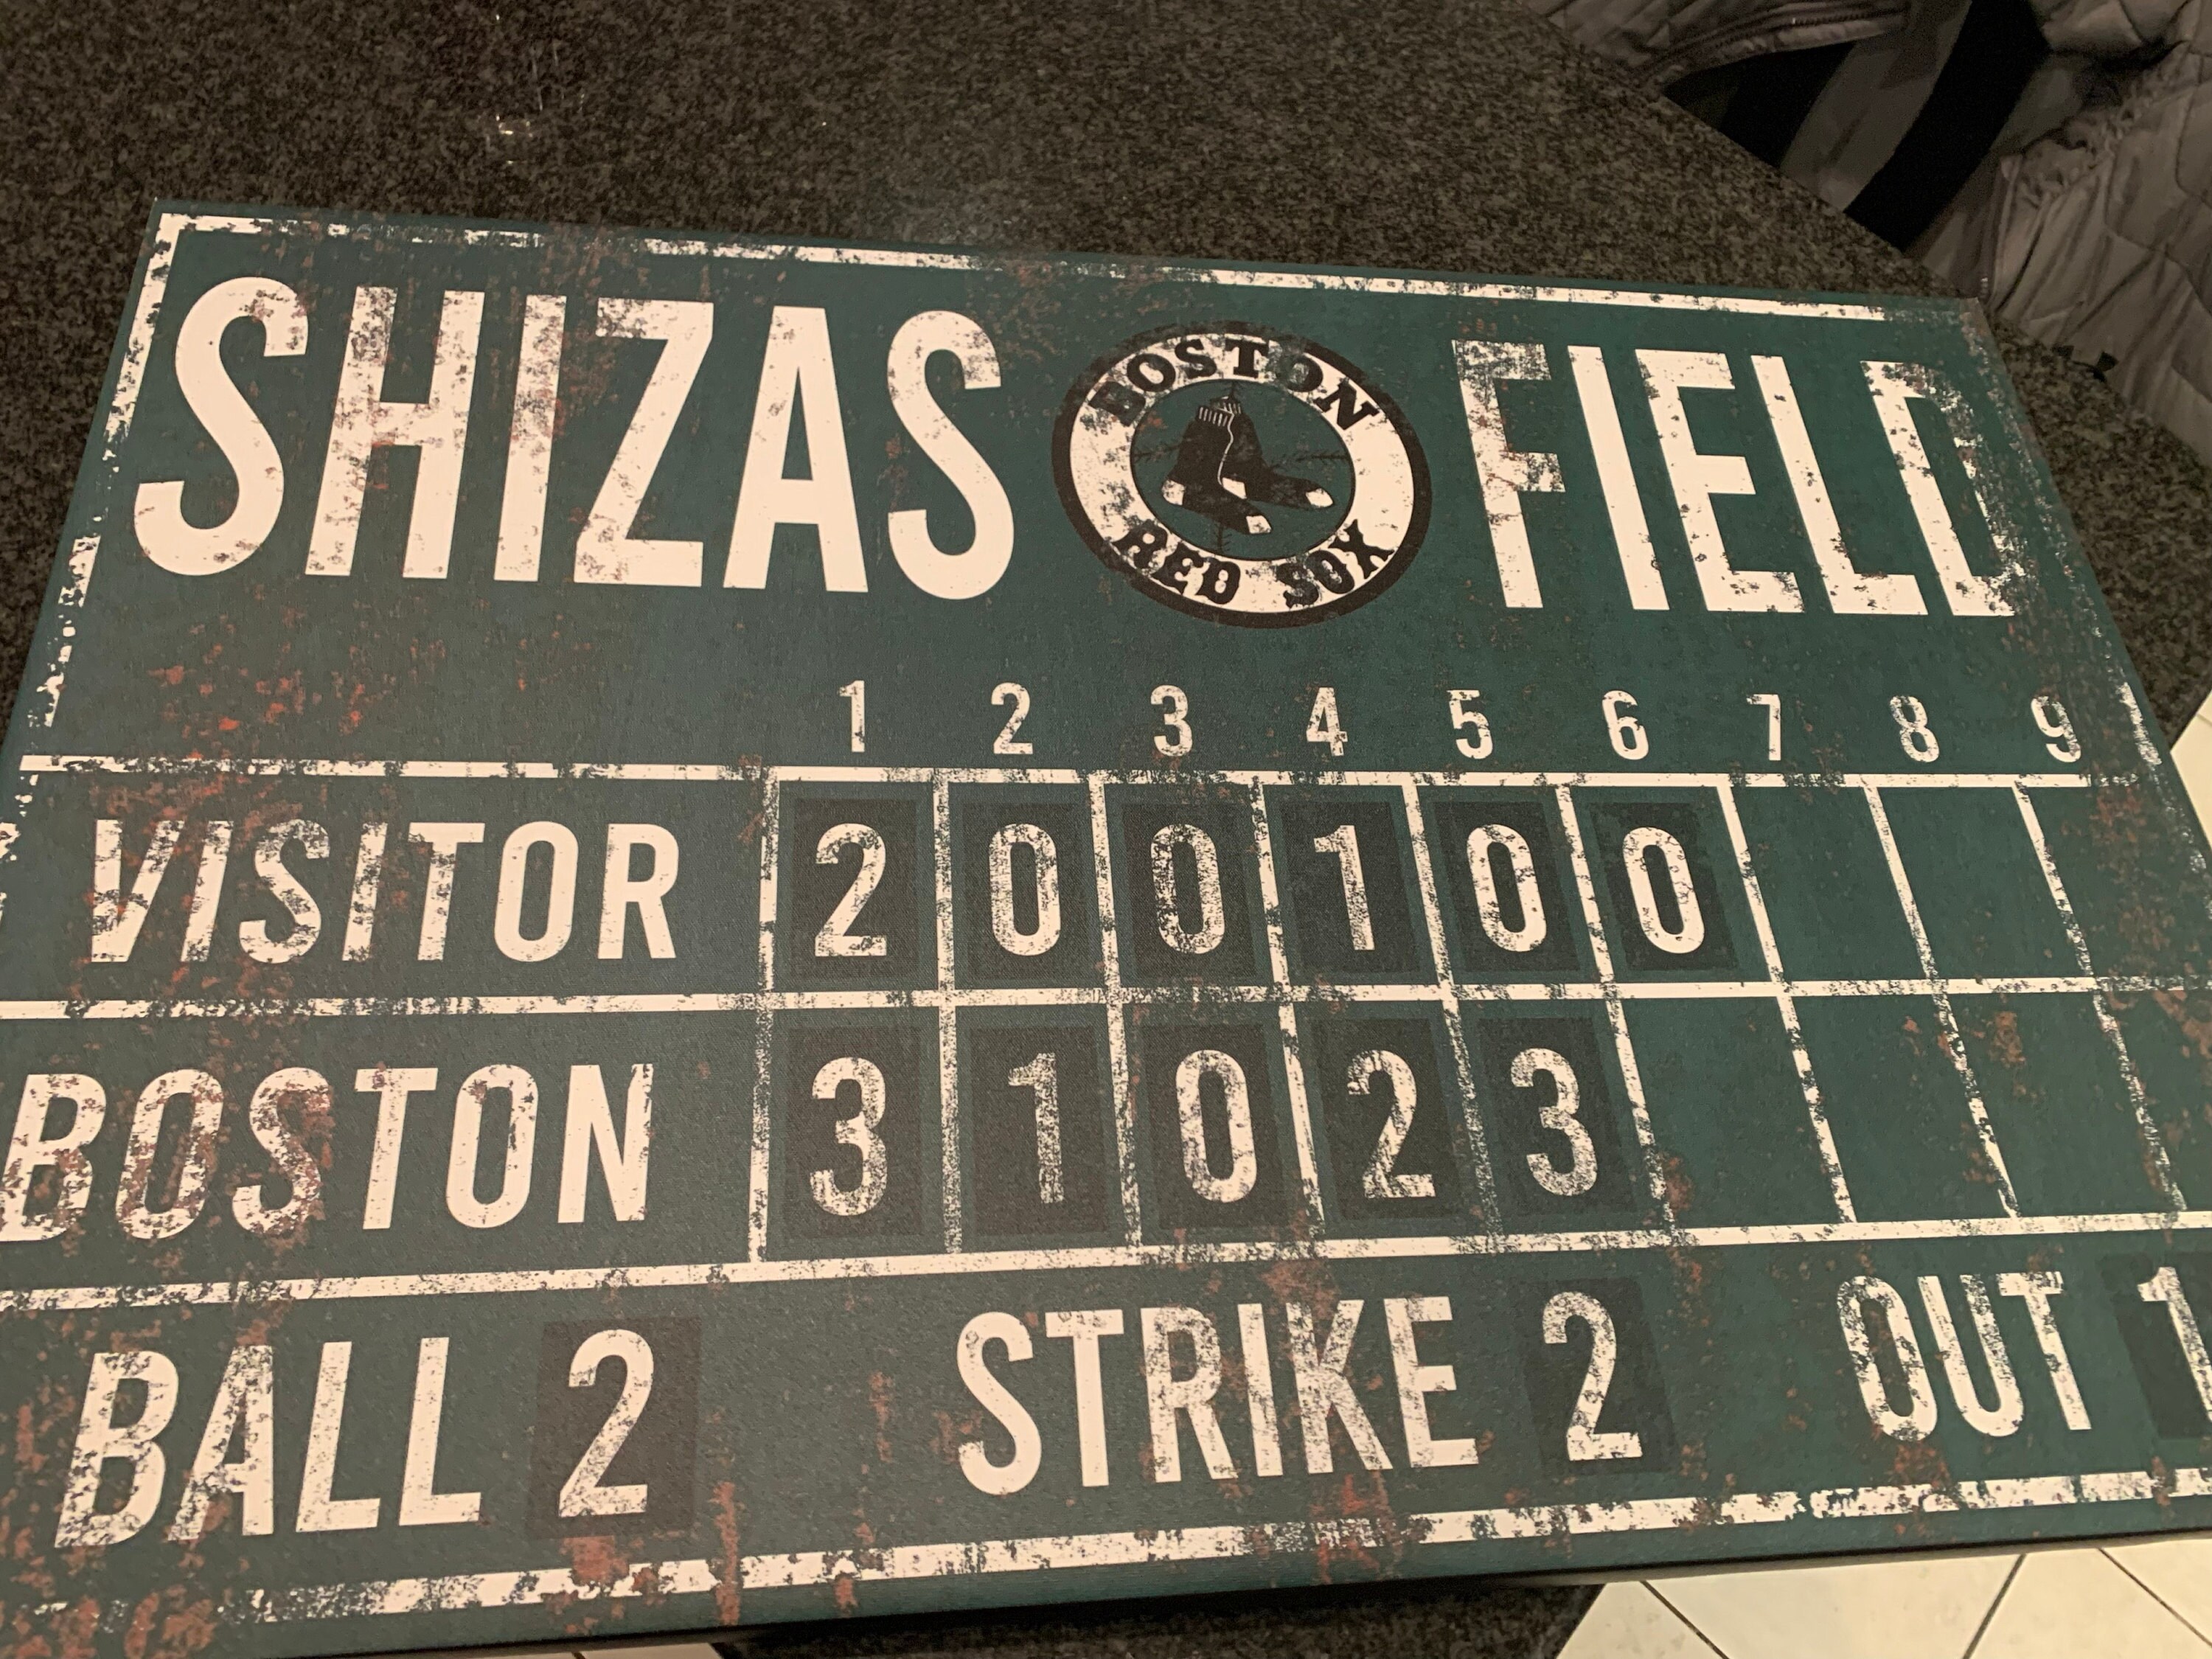 SHIZAS BOSTON RED SOX FIELD
1 2 3 4 5 6 7 8 9
VISITOR 2 0 0 1 0 0
BOSTON 3 1 0 2 3
BALL 2 STRIKE 2 OUT 1